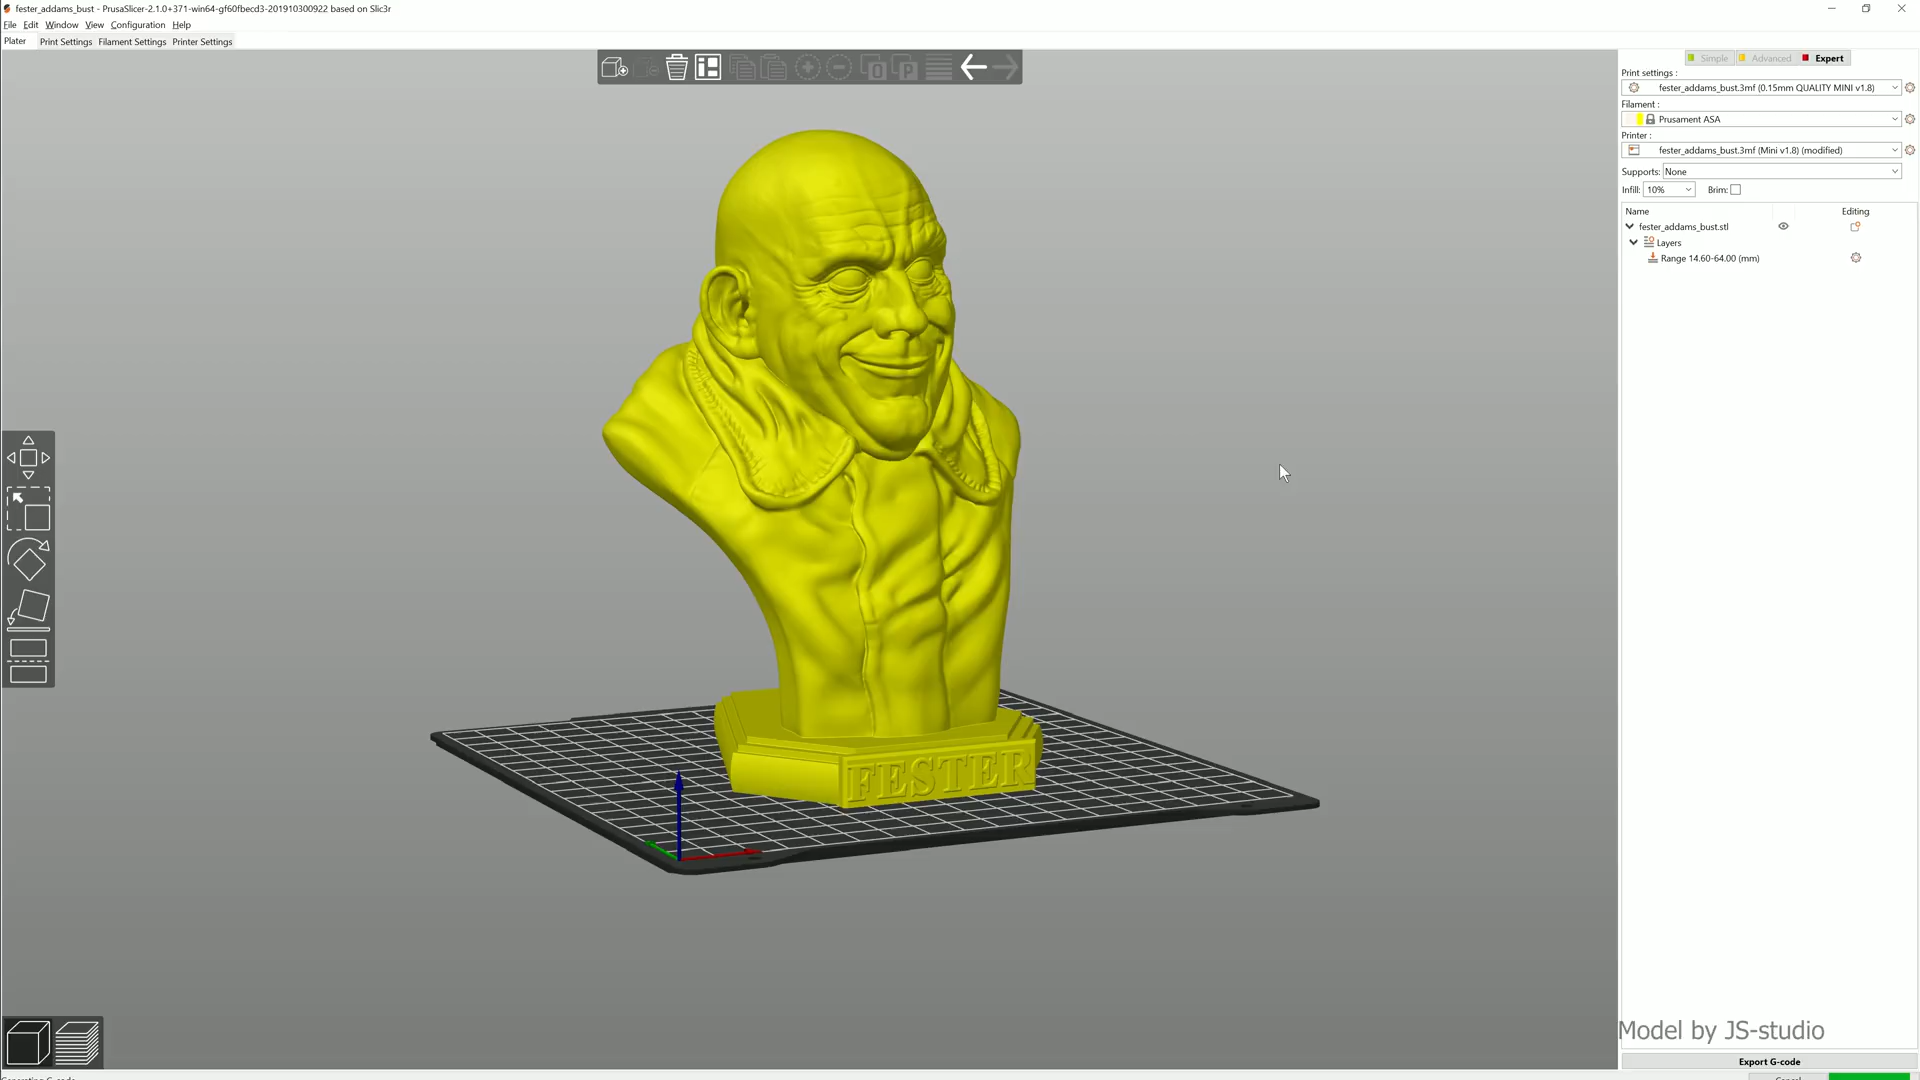 fester_addams_bust - PrusaSlicer-2.1.0+371-win64-gf60fbecd3-201910300922 based on Slic3r
File Edit Window View Configuration Help
Plater Print Settings Filament Settings Printer Settings
Simple Advanced Expert
Print settings :
fester_addams_bust.3mf (0.15mm QUALITY MINI v1.8)
Filament :
Prusament ASA
Printer :
fester_addams_bust.3mf (Mini v1.8) (modified)
Supports: None
Infill: 10% Brim:
Name Editing
fester_addams_bust.stl
Layers
Range 14.60-64.00 (mm)
O P
FESTER
Model by JS-studio
Export G-code
Generating G-code
Cancel